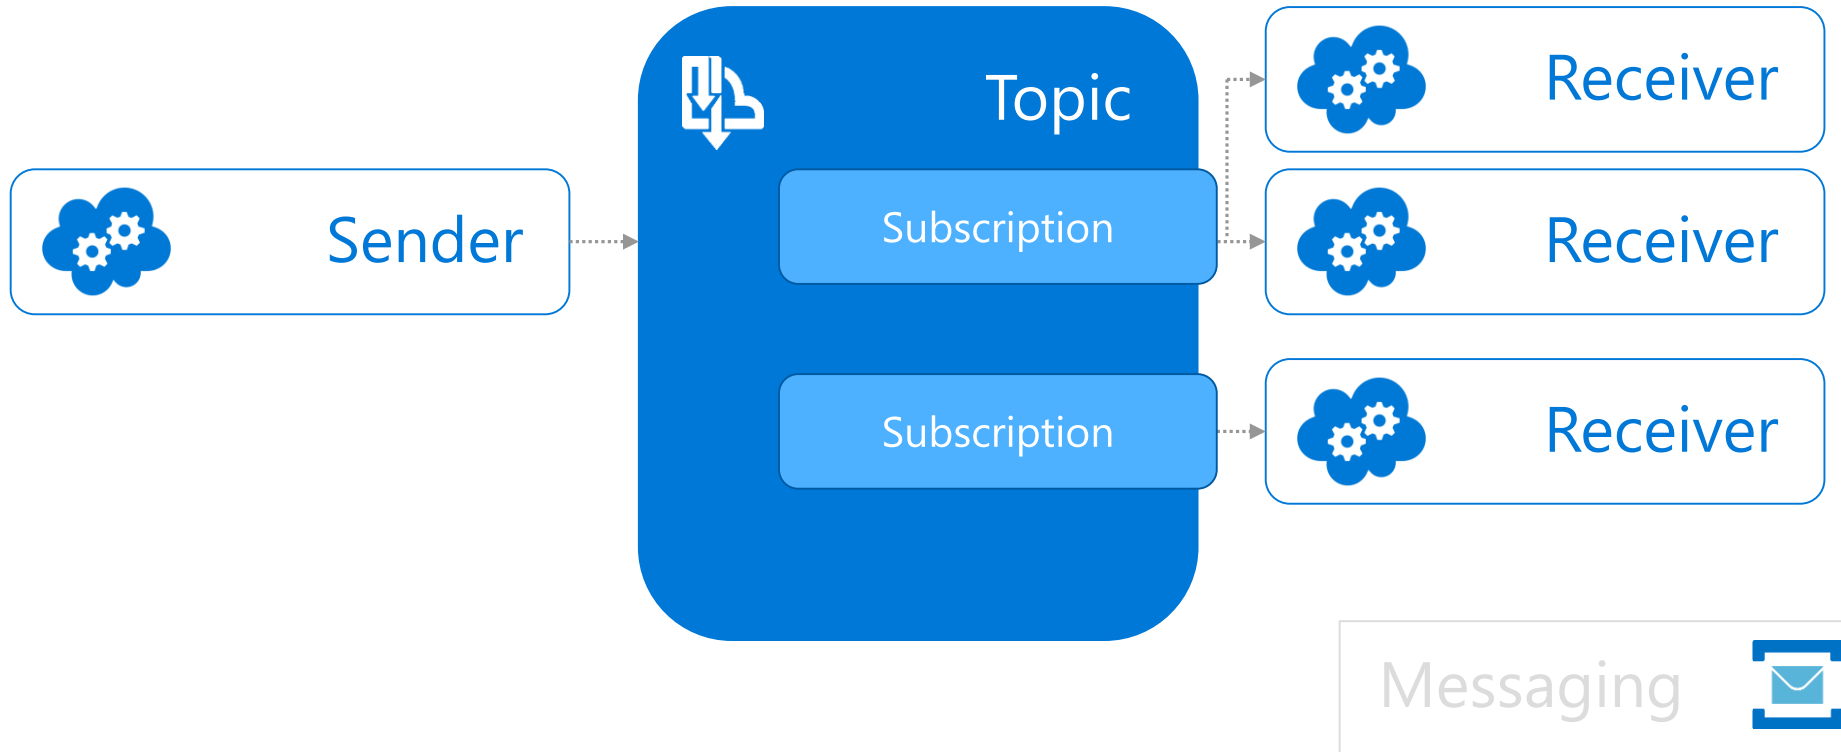 Sender
Topic
Subscription
Subscription
Receiver
Receiver
Receiver
Messaging